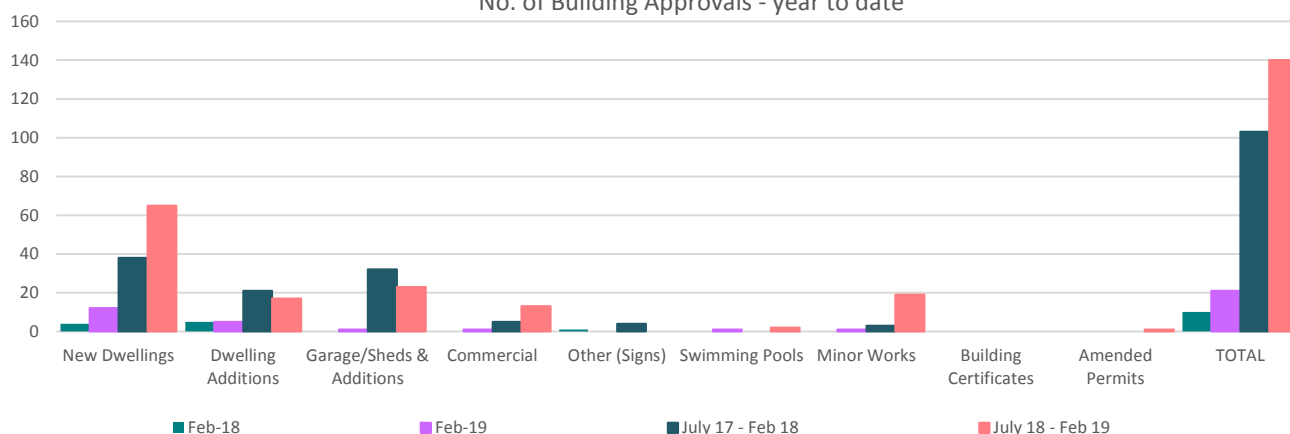 No. of Building Approvals - year to date
160
140
120
100
80
60
40
20
0
New Dwellings
Dwelling
Additions
Garage/Sheds &
Additions
Commercial
Other (Signs)
Swimming Pools
Minor Works
Building
Certificates
Amended
Permits
TOTAL
Feb-18
Feb-19
July 17 - Feb 18
July 18 - Feb 19